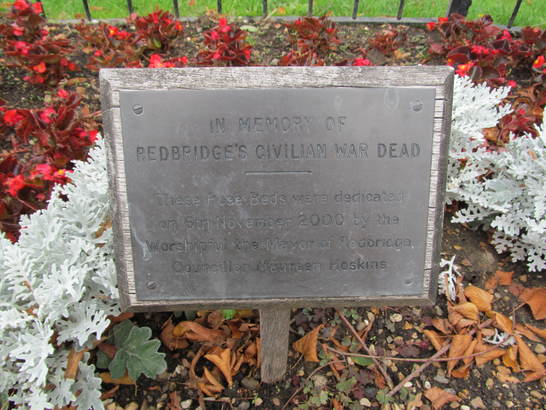 IN MEMORY OF
REDBRIDGE'S CIVILIAN WAR DEAD
These Rose Beds were dedicated
on 5th November 2000 by the
Worshipful the Mayor of Redbridge,
Councillor Maureen Hoskins